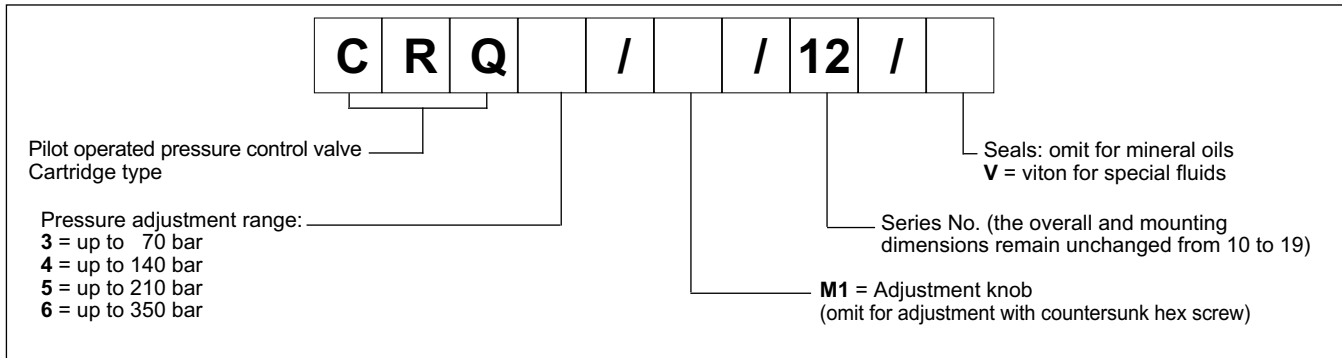 C R Q / / 12 /
Pilot operated pressure control valve
Cartridge type
Pressure adjustment range:
3 = up to 70 bar
4 = up to 140 bar
5 = up to 210 bar
6 = up to 350 bar
Seals: omit for mineral oils
V = viton for special fluids
Series No. (the overall and mounting
dimensions remain unchanged from 10 to 19)
M1 = Adjustment knob
(omit for adjustment with countersunk hex screw)